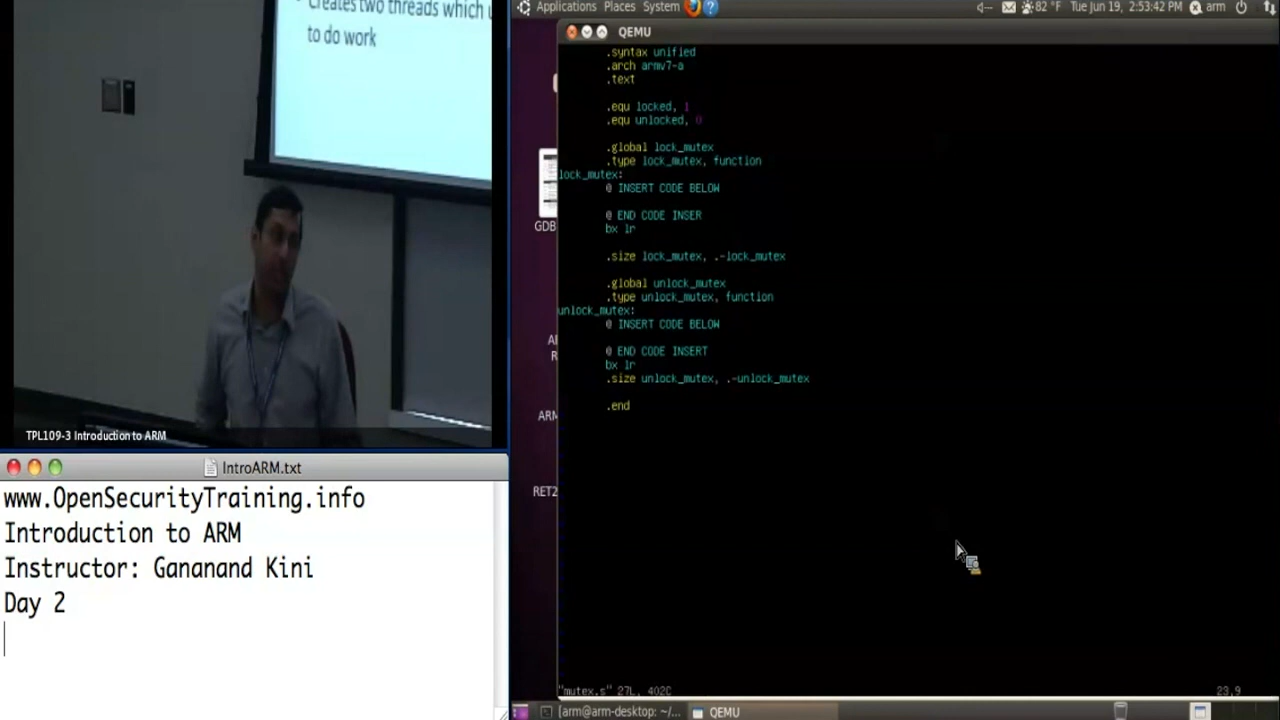 Creates two threads which u
to do work
TPL109-3 Introduction to ARM
IntroARM.txt
www.OpenSecurityTraining.info
Introduction to ARM
Instructor: Gananand Kini
Day 2
Applications Places System
82 °F Tue Jun 19, 2:53:42 PM arm
QEMU
.syntax unified
.arch armv7-a
.text
.equ locked, 1
.equ unlocked, 0
.global lock_mutex
.type lock_mutex, function
lock_mutex:
@ INSERT CODE BELOW
@ END CODE INSER
bx lr
.size lock_mutex, .-lock_mutex
.global unlock_mutex
.type unlock_mutex, function
unlock_mutex:
@ INSERT CODE BELOW
@ END CODE INSERT
bx lr
.size unlock_mutex, .-unlock_mutex
.end
"mutex.s" 27L, 402C
23,9
GDB
ARM
RET2
[arm@arm-desktop: ~/...
QEMU